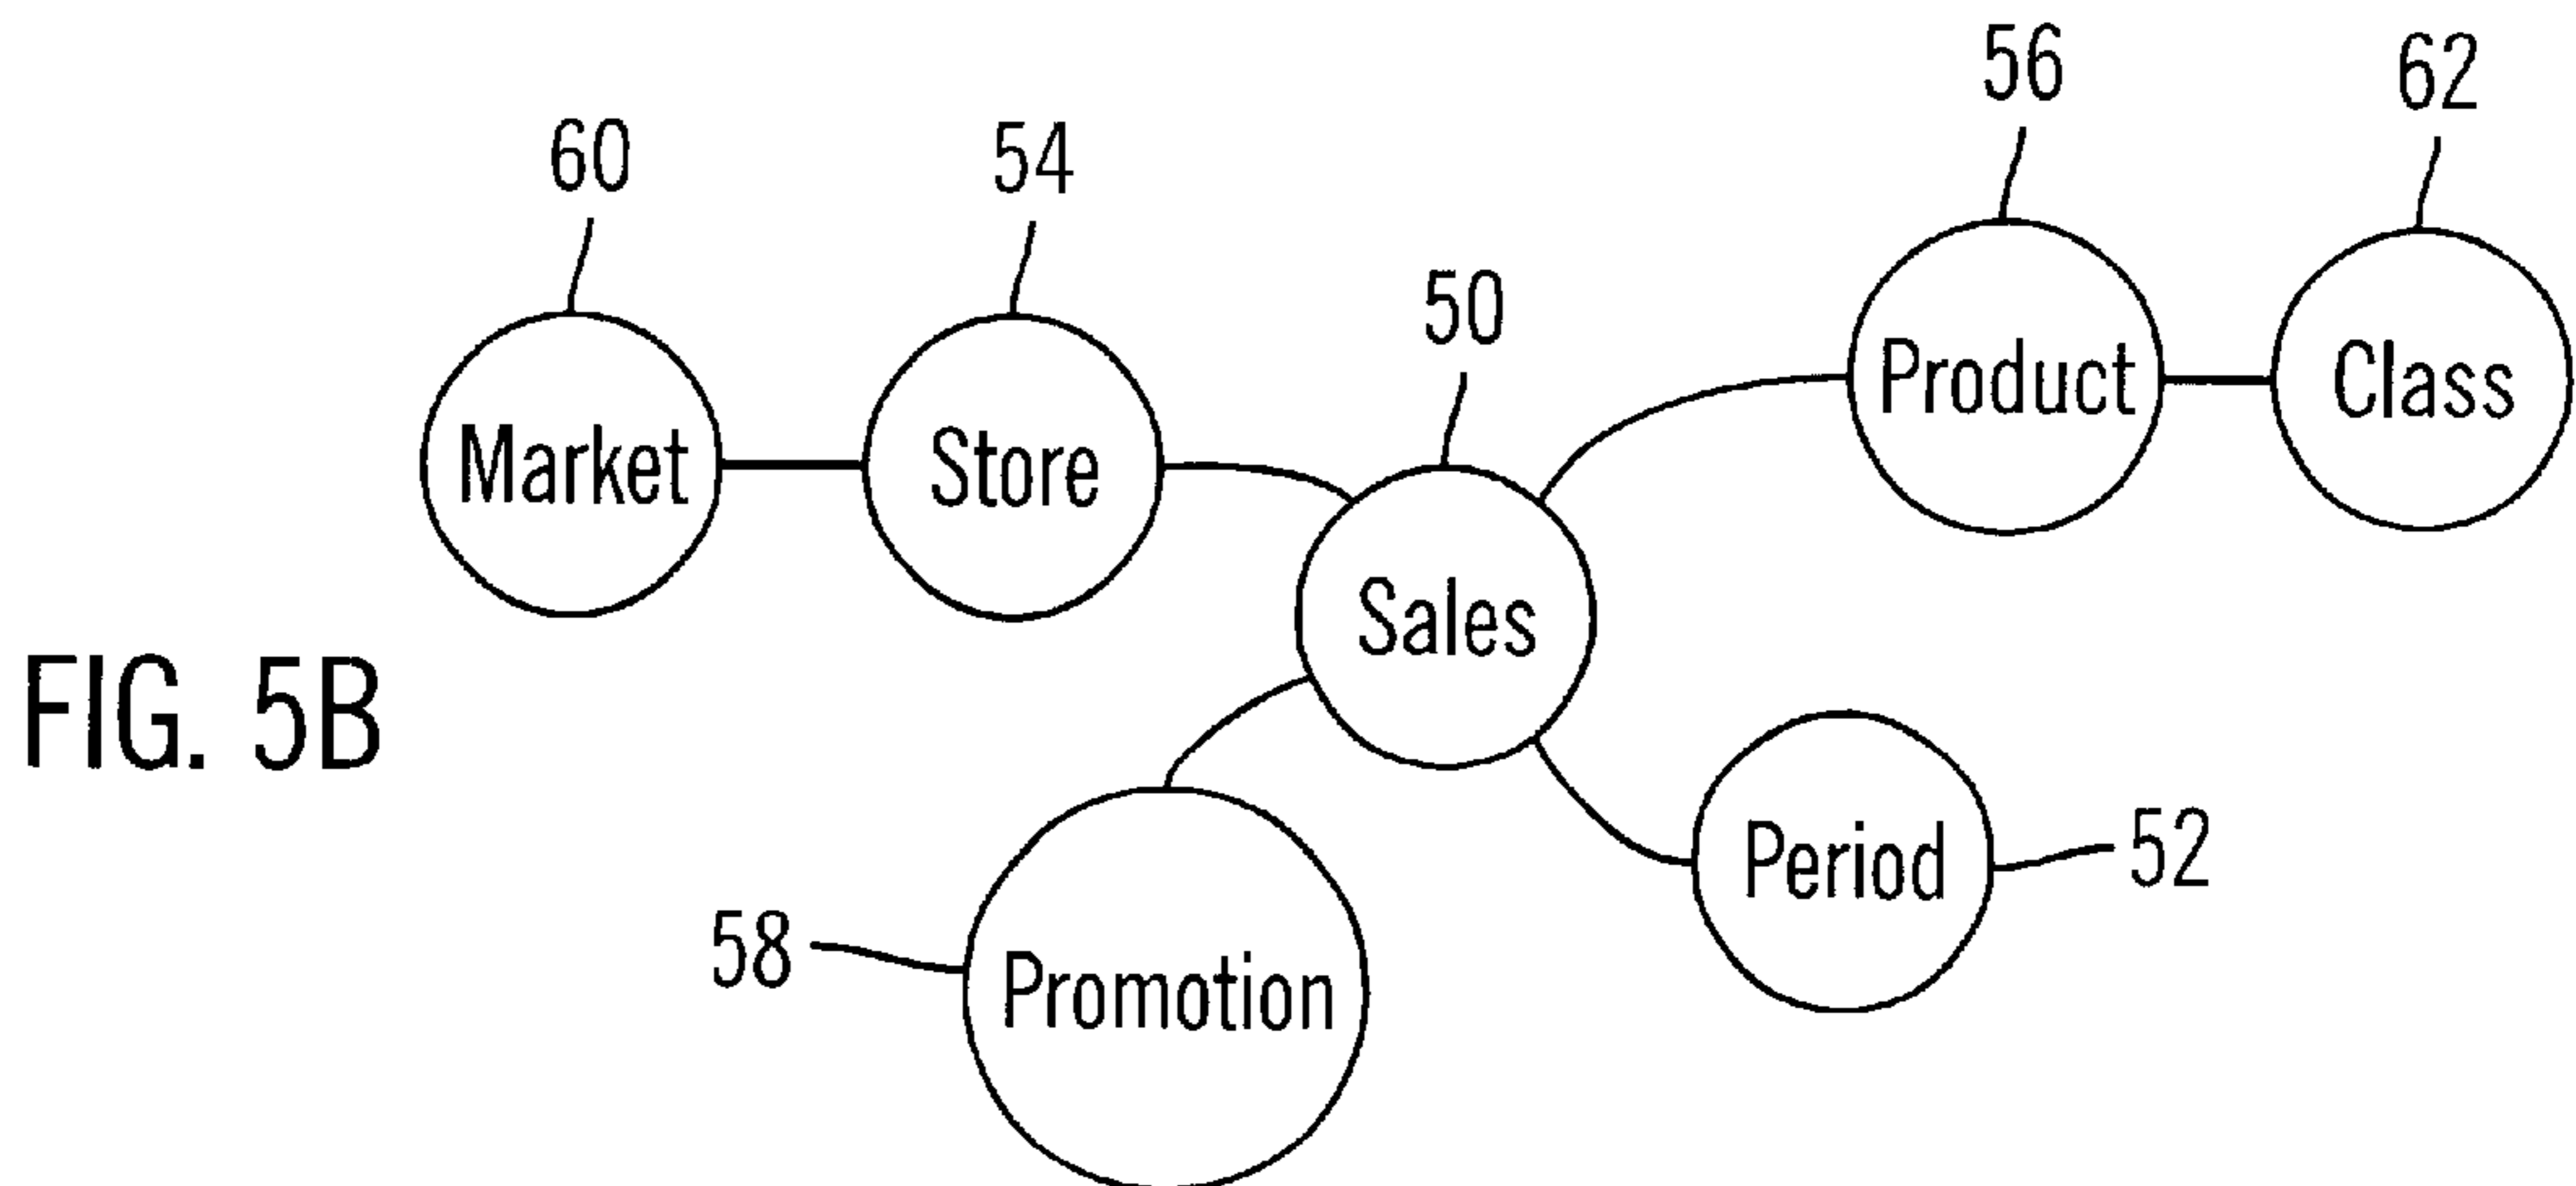 56
62
60
54
50
Product
Class
Market
Store
Sales
FIG. 5B
Period
52
58
Promotion